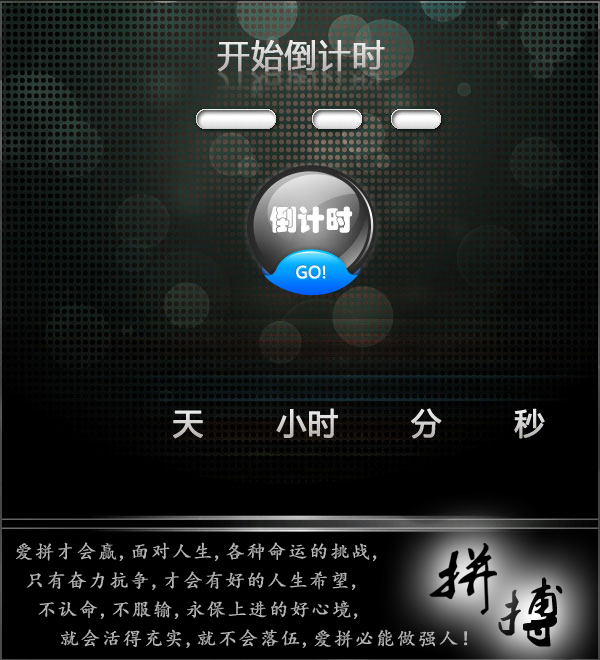 开始倒计时
倒计时
GO!
天 小时 分 秒
爱拼才会赢,面对人生,各种命运的挑战,
只有奋力抗争,才会有好的人生希望,
不认命,不服输,永保上进的好心境,
就会活得充实,就不会落伍,爱拼必能做强人!
拼搏